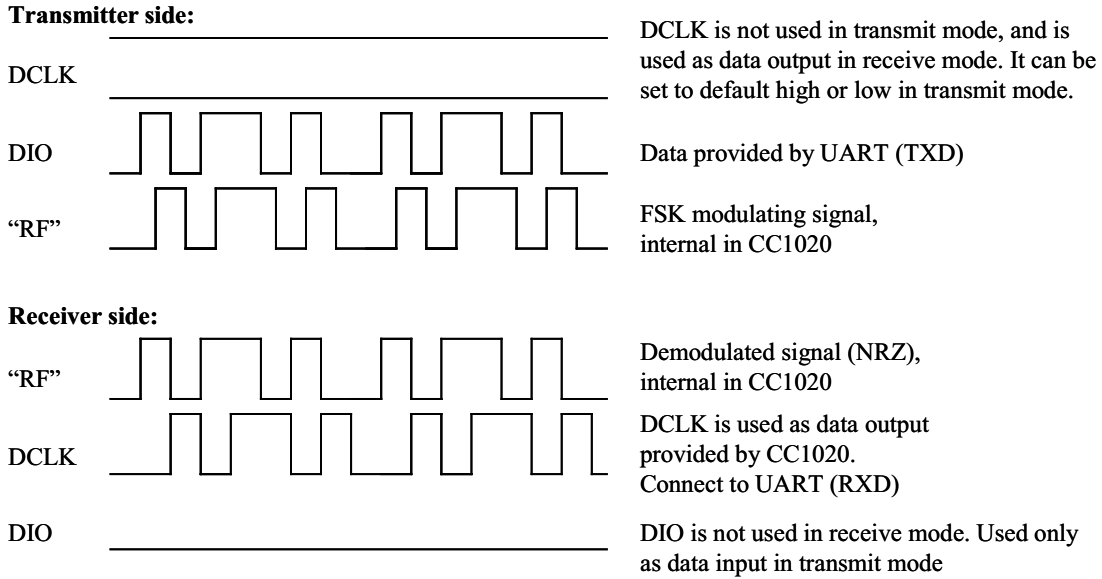 Transmitter side:
DCLK is not used in transmit mode, and is
used as data output in receive mode. It can be
set to default high or low in transmit mode.
DCLK
DIO
Data provided by UART (TXD)
“RF”
FSK modulating signal,
internal in CC1020
Receiver side:
“RF”
Demodulated signal (NRZ),
internal in CC1020
DCLK
DCLK is used as data output
provided by CC1020.
Connect to UART (RXD)
DIO
DIO is not used in receive mode. Used only
as data input in transmit mode